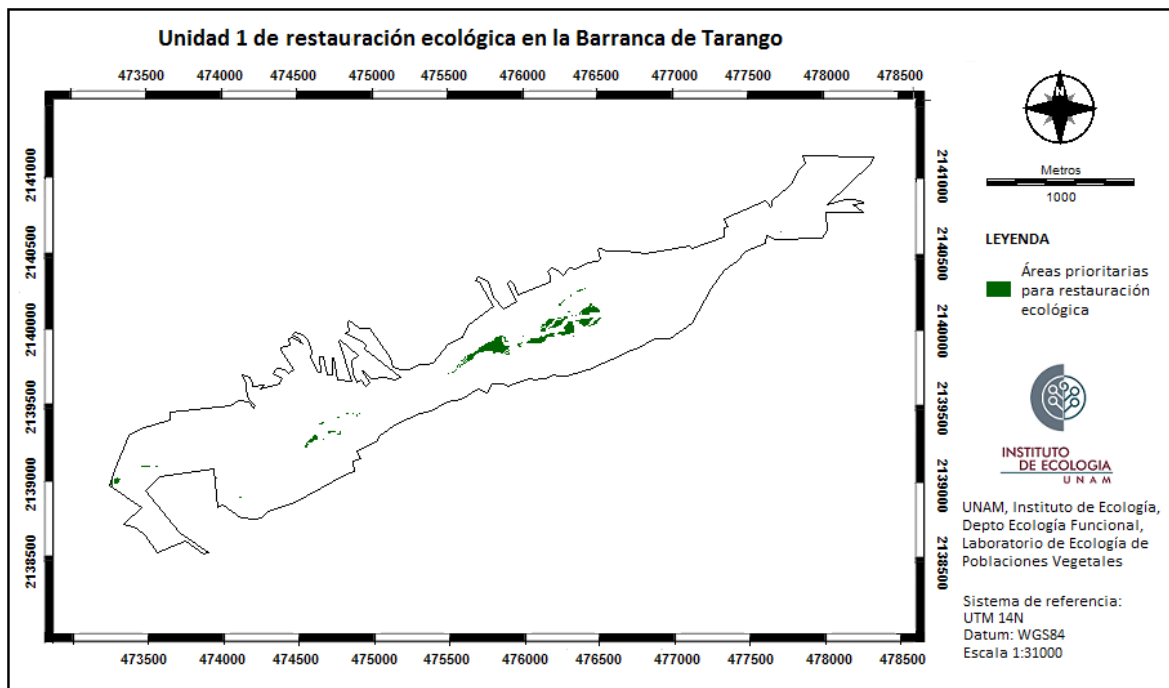 Unidad 1 de restauración ecológica en la Barranca de Tarango
473500 474000 474500 475000 475500 476000 476500 477000 477500 478000 478500
2141000
2140500
2140000
2139500
2139000
2138500
2141000
2140500
2140000
2139500
2139000
2138500
473500 474000 474500 475000 475500 476000 476500 477000 477500 478000 478500
N
Metros
1000
LEYENDA
Áreas prioritarias
para restauración
ecológica
INSTITUTO
DE ECOLOGIA
UNAM
UNAM, Instituto de Ecología,
Depto Ecología Funcional,
Laboratorio de Ecología de
Poblaciones Vegetales
Sistema de referencia:
UTM 14N
Datum: WGS84
Escala 1:31000